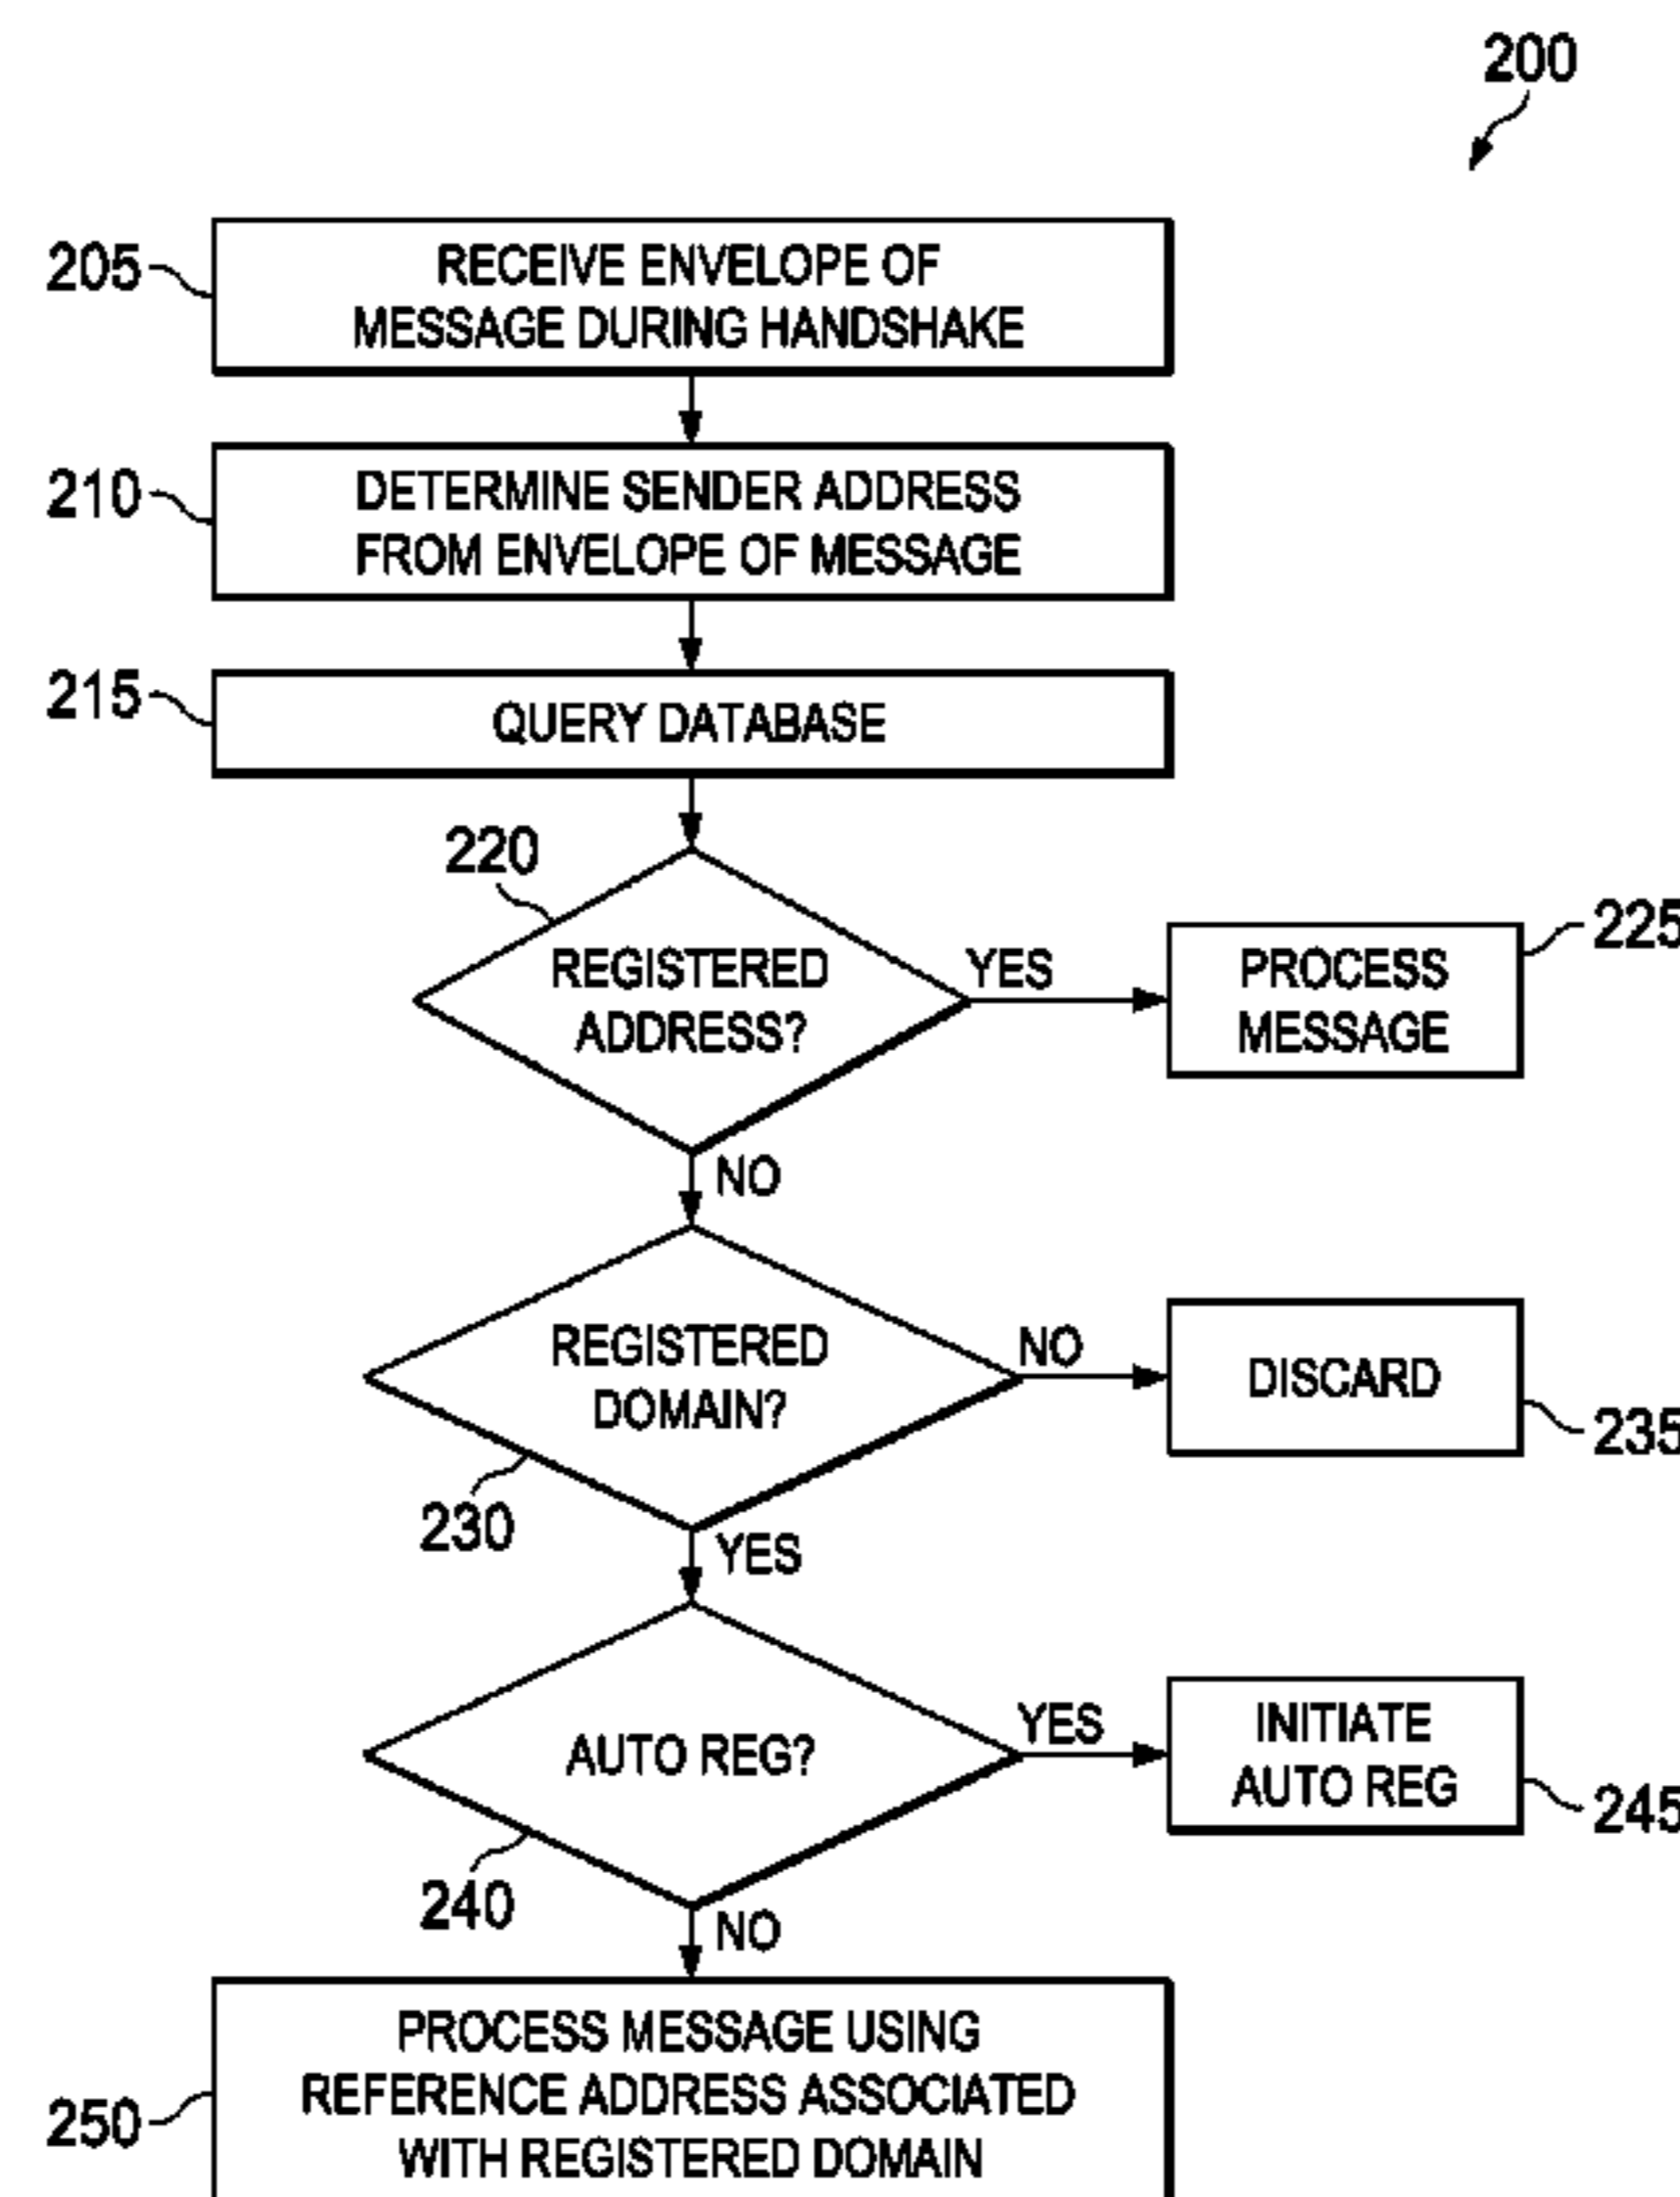 200
205
RECEIVE ENVELOPE OF
MESSAGE DURING HANDSHAKE
210
DETERMINE SENDER ADDRESS
FROM ENVELOPE OF MESSAGE
215
QUERY DATABASE
220
REGISTERED
ADDRESS?
YES
PROCESS
MESSAGE
225
NO
REGISTERED
DOMAIN?
NO
DISCARD
235
230
YES
AUTO REG?
YES
INITIATE
AUTO REG
245
240
NO
250
PROCESS MESSAGE USING
REFERENCE ADDRESS ASSOCIATED
WITH REGISTERED DOMAIN